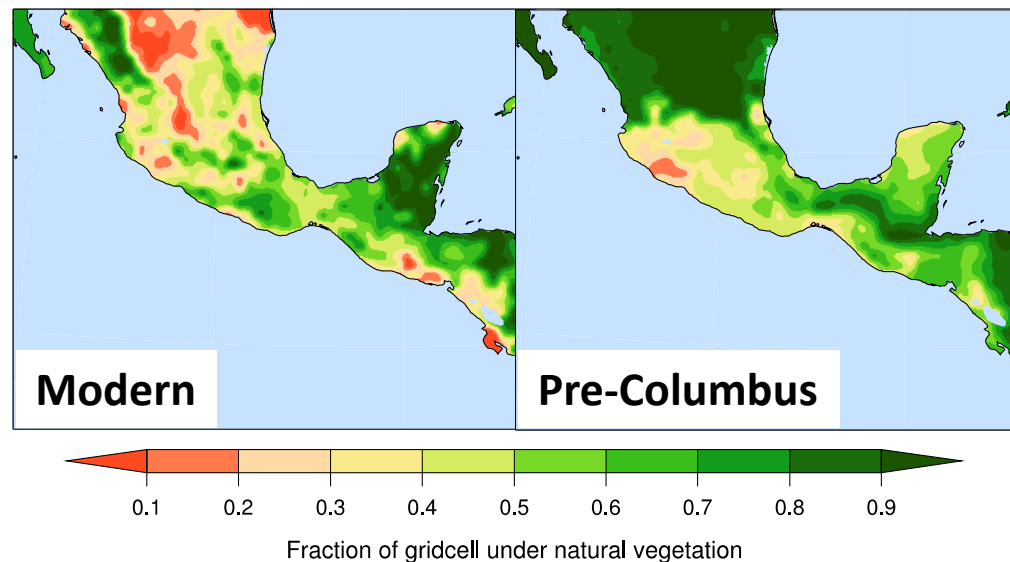 Modern
Pre-Columbus
0.1 0.2 0.3 0.4 0.5 0.6 0.7 0.8 0.9
Fraction of gridcell under natural vegetation